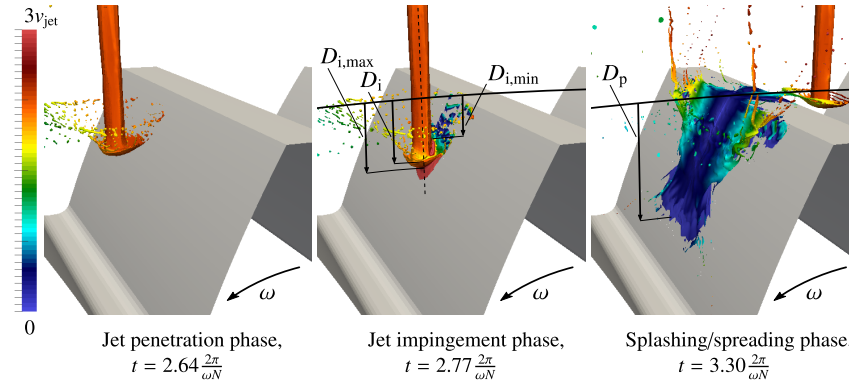 3v_jet
0
ω
Jet penetration phase,
t = 2.64 2π/ωN
D_i,max
D_i
D_i,min
ω
Jet impingement phase,
t = 2.77 2π/ωN
D_p
ω
Splashing/spreading phase,
t = 3.30 2π/ωN